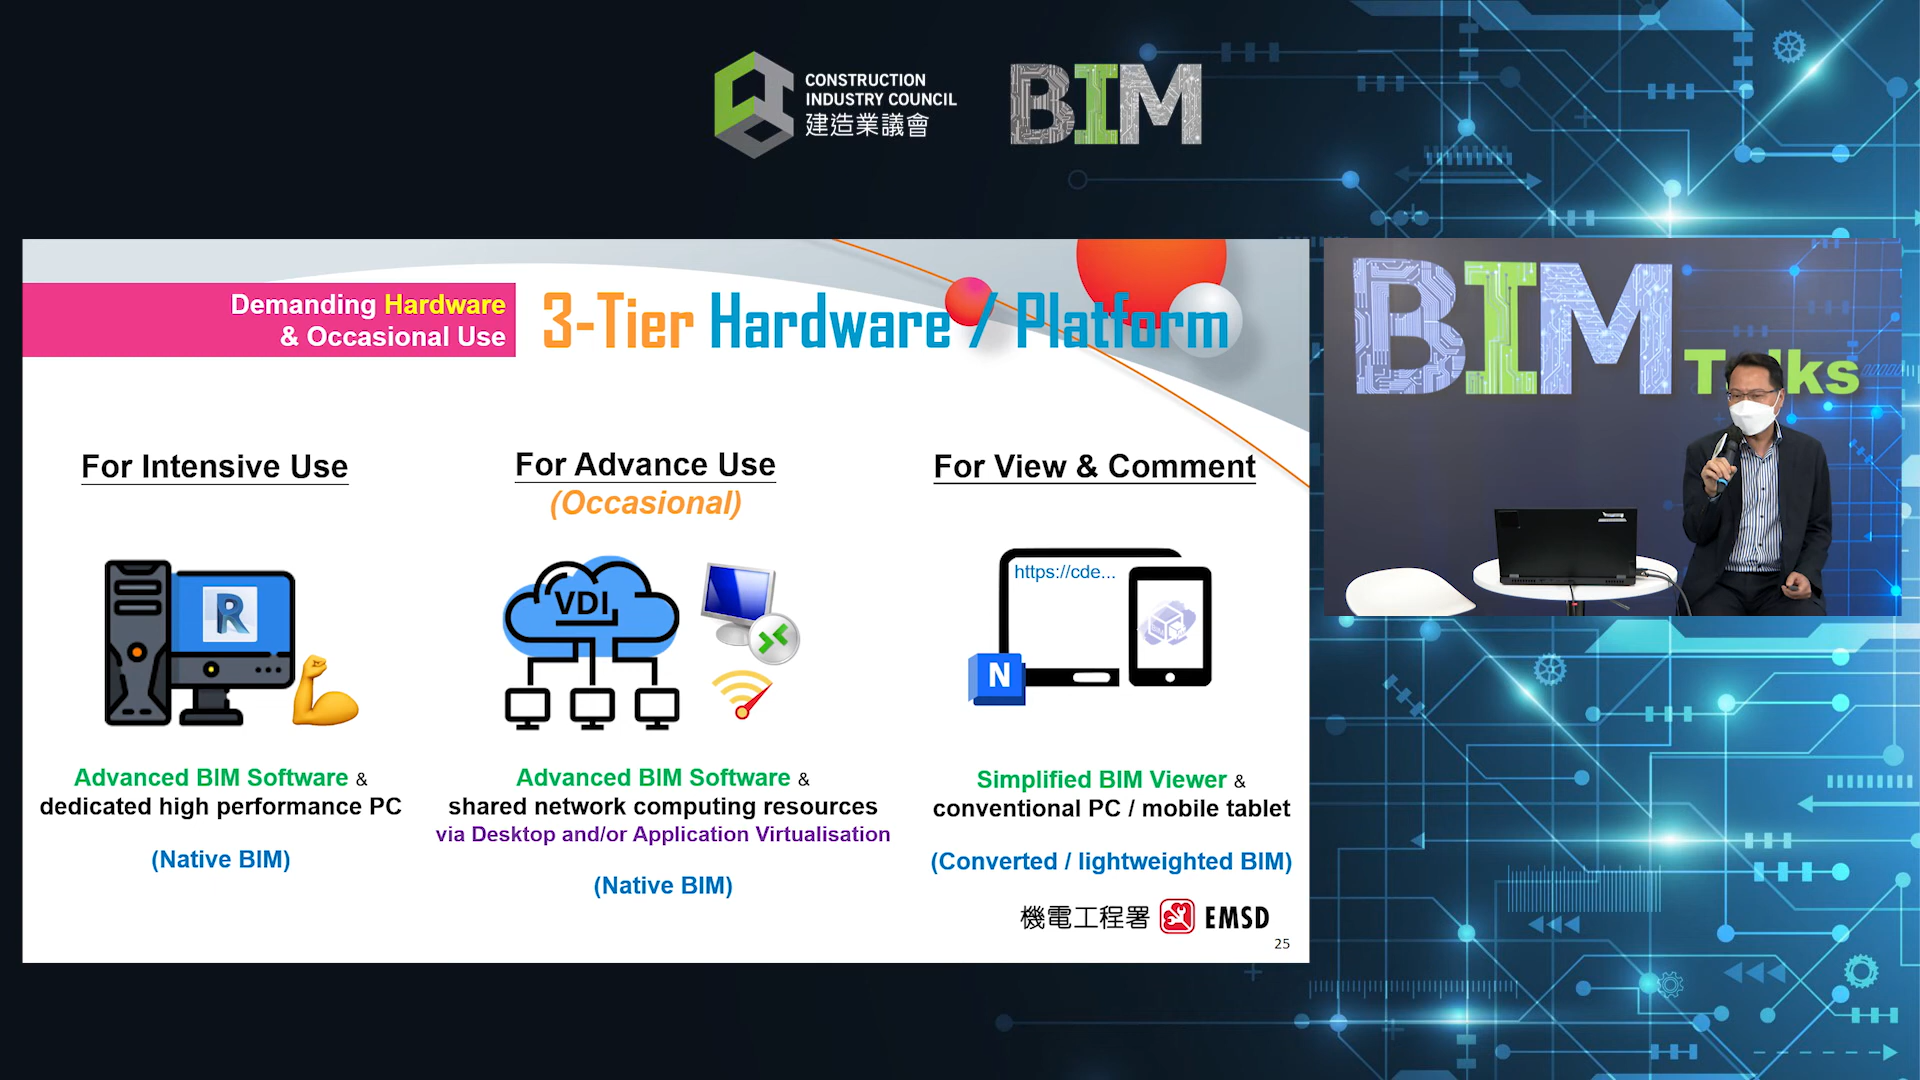 CONSTRUCTION
INDUSTRY COUNCIL
建造業議會
BIM
Demanding Hardware
& Occasional Use
3-Tier Hardware / Platform
For Intensive Use
For Advance Use
(Occasional)
For View & Comment
R
VDI
https://cde...
N
Advanced BIM Software &
dedicated high performance PC
(Native BIM)
Advanced BIM Software &
shared network computing resources
via Desktop and/or Application Virtualisation
(Native BIM)
Simplified BIM Viewer &
conventional PC / mobile tablet
(Converted / lightweighted BIM)
機電工程署 EMSD
25
BIM